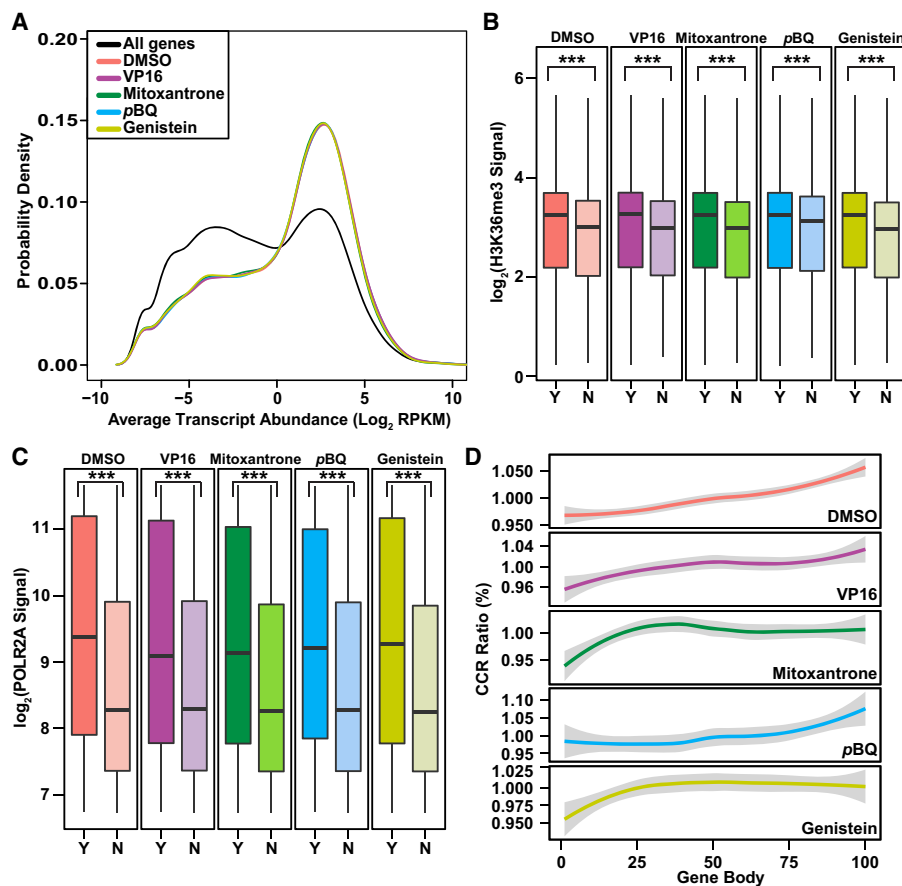 A
0.20
0.15
0.10
0.05
0.00
Probability Density
All genes
DMSO
VP16
Mitoxantrone
pBQ
Genistein
−10 −5 0 5 10
Average Transcript Abundance (Log2 RPKM)
B
DMSO VP16 Mitoxantrone pBQ Genistein
*** *** *** *** ***
6
4
2
0
log2(H3K36me3 Signal)
Y N Y N Y N Y N Y N
C
DMSO VP16 Mitoxantrone pBQ Genistein
*** *** *** *** ***
11
10
9
8
7
log2(POLR2A Signal)
Y N Y N Y N Y N Y N
D
CCR Ratio (%)
1.050
1.000
0.950
DMSO
1.04
0.96
VP16
1.00
0.95
Mitoxantrone
1.10
1.05
1.00
0.95
pBQ
1.025
1.000
0.975
0.950
Genistein
0 25 50 75 100
Gene Body